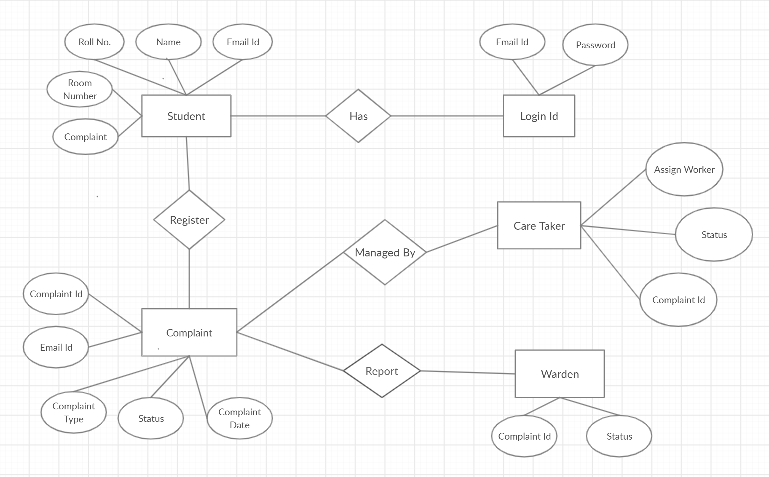 Roll No.
Name
Email Id
Email Id
Password
Room
Number
Student
Has
Login Id
Complaint
Assign Worker
Register
Care Taker
Status
Managed By
Complaint Id
Complaint Id
Complaint
Email Id
Report
Warden
Complaint
Type
Status
Complaint
Date
Complaint Id
Status